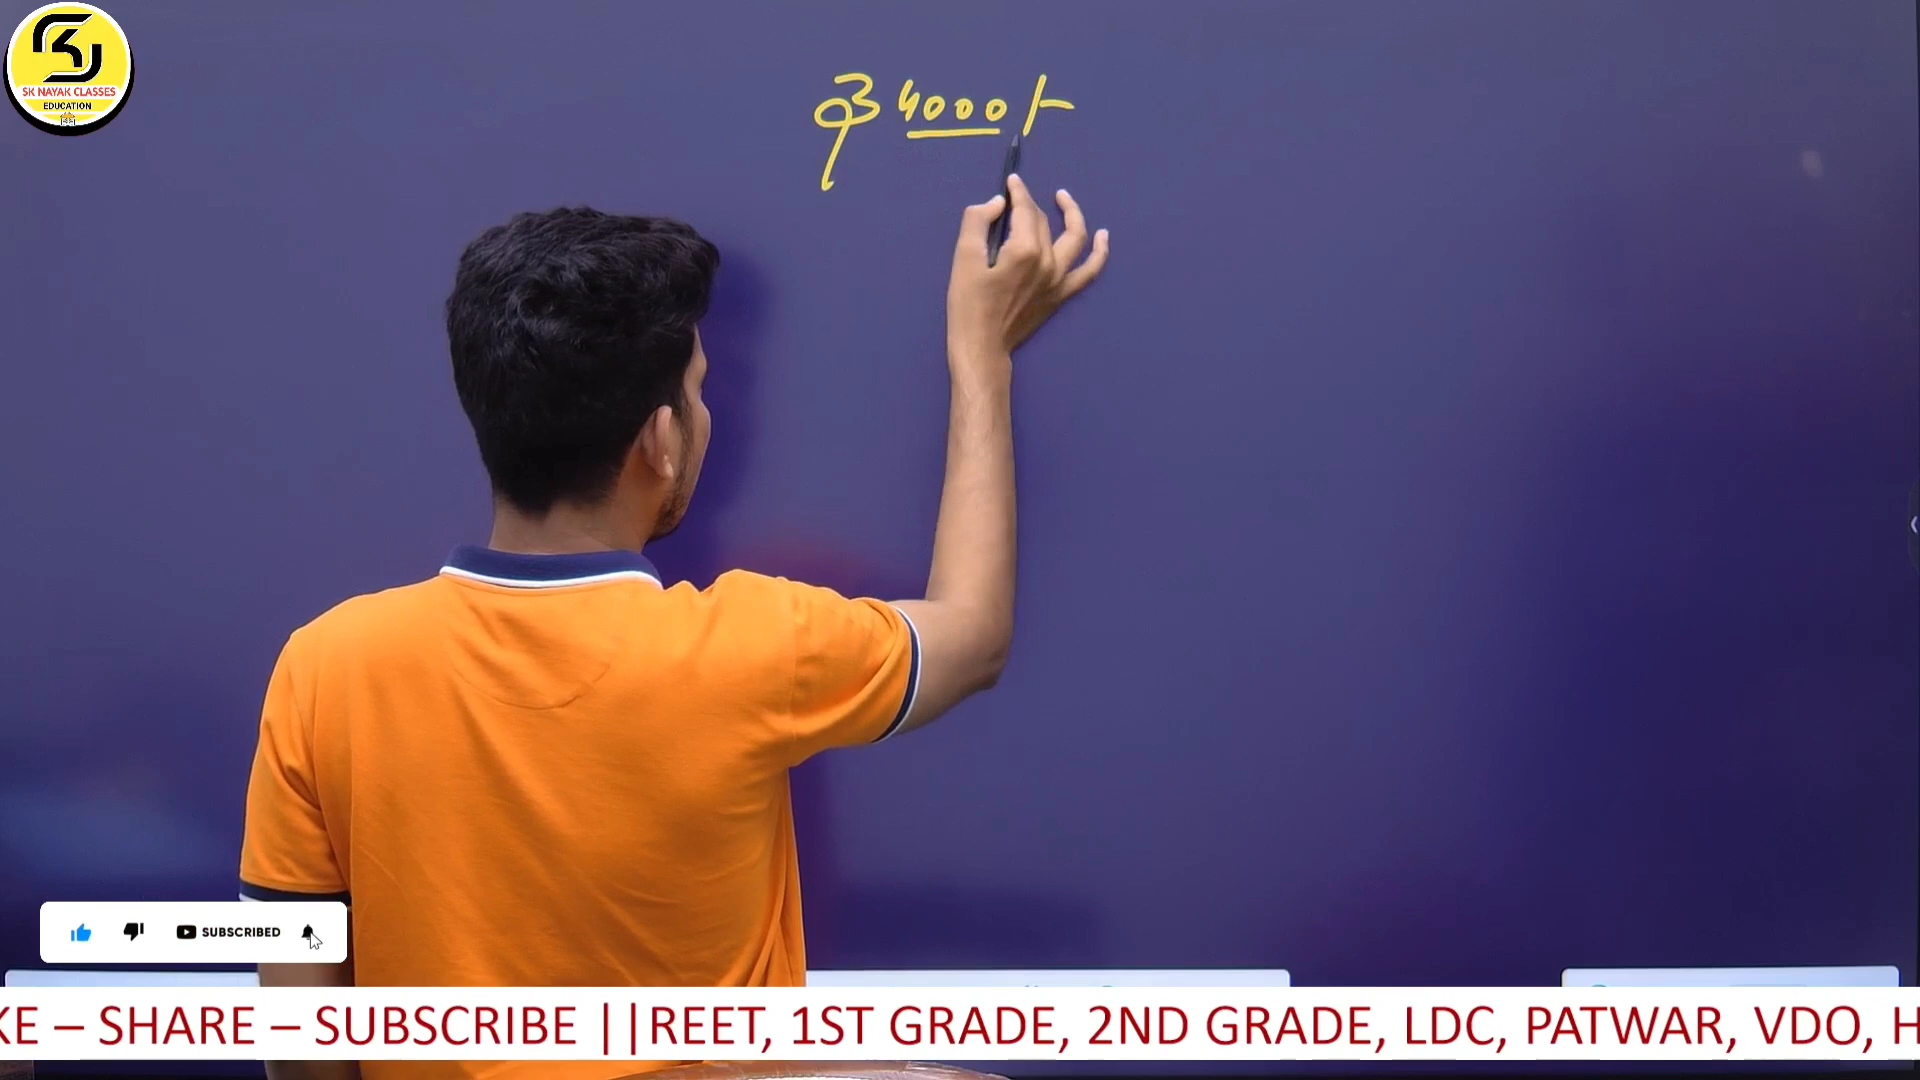 SK NAYAK CLASSES
EDUCATION
4000/-
SUBSCRIBED
KE – SHARE – SUBSCRIBE ||REET, 1ST GRADE, 2ND GRADE, LDC, PATWAR, VDO, H